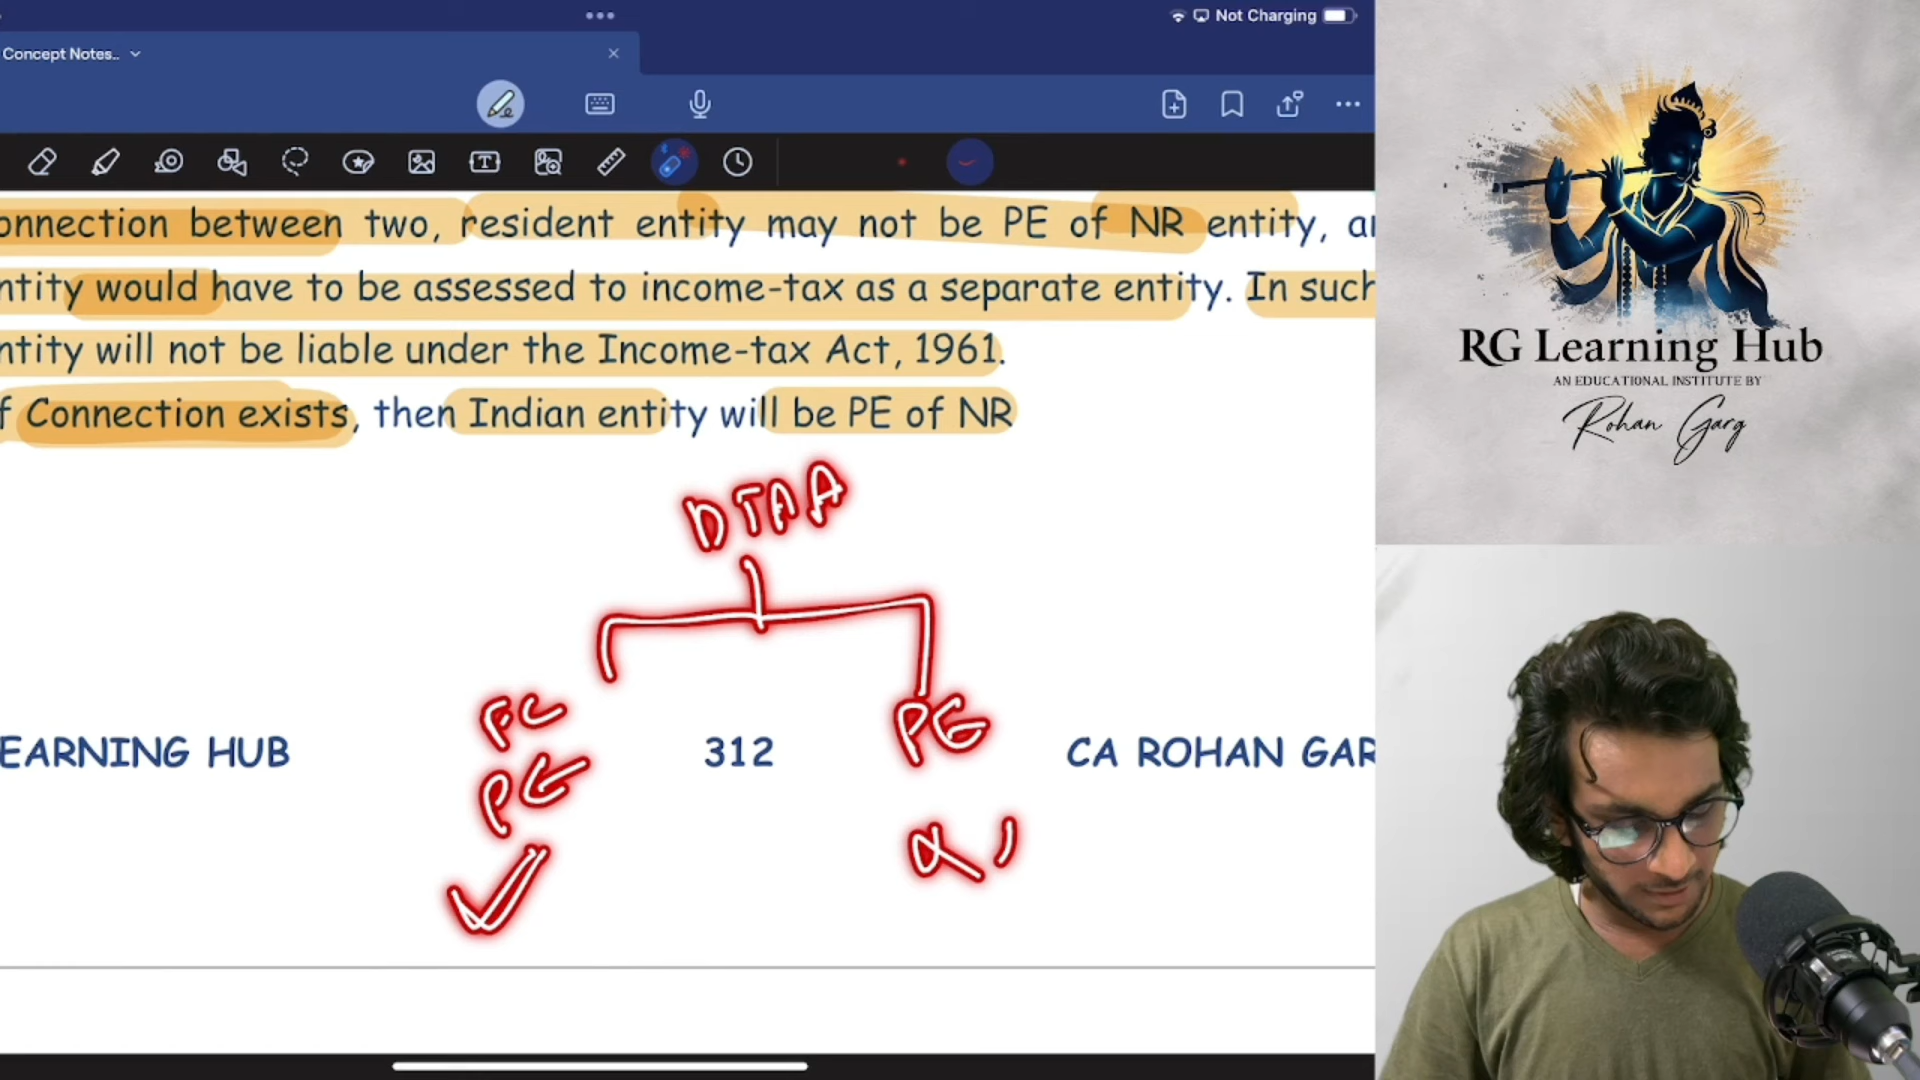 Not Charging
Concept Notes..
onnection between two, resident entity may not be PE of NR entity, an
ntity would have to be assessed to income-tax as a separate entity. In such
ntity will not be liable under the Income-tax Act, 1961.
f Connection exists, then Indian entity will be PE of NR
DTAA
FC
PE
PE
EARNING HUB
312
CA ROHAN GAR
RG Learning Hub
AN EDUCATIONAL INSTITUTE BY
Rohan Garg